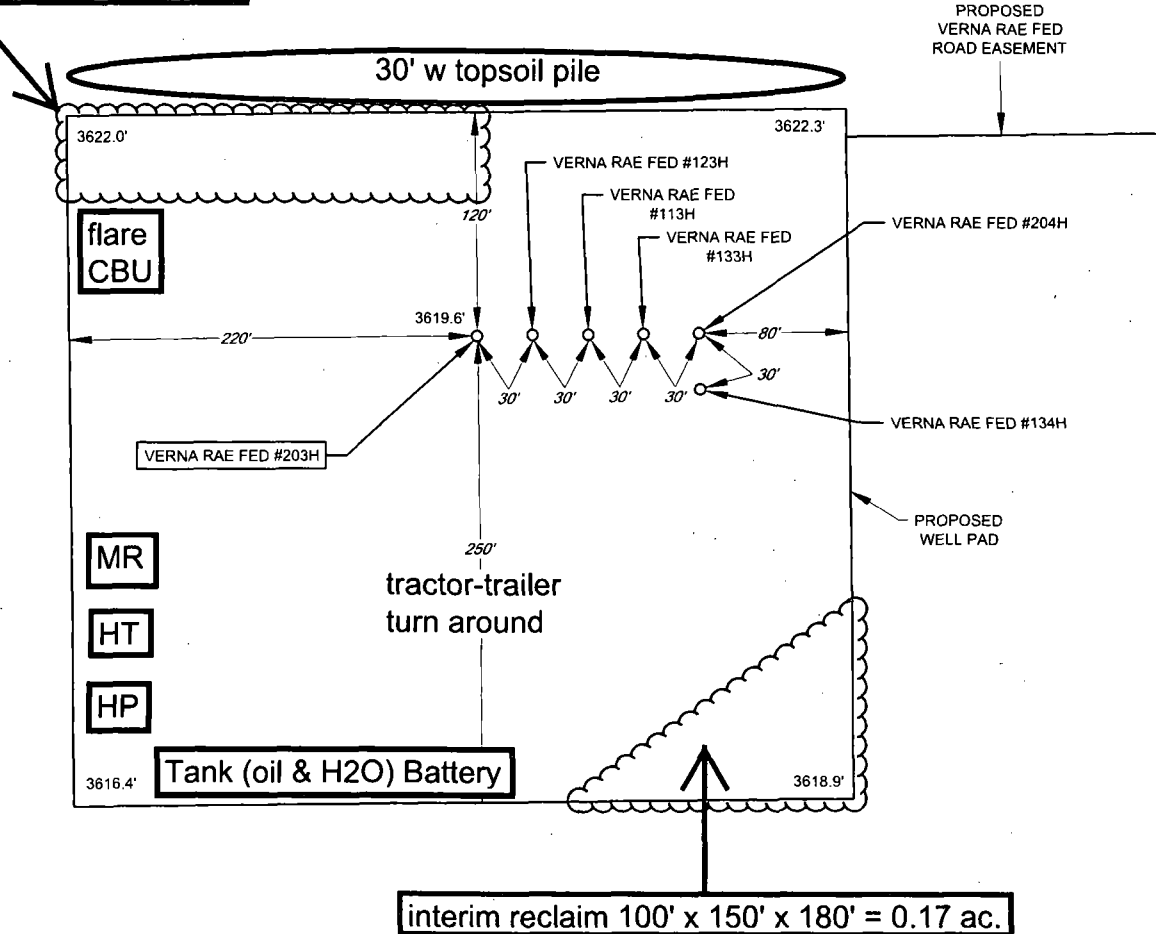 PROPOSED
VERNA RAE FED
ROAD EASEMENT
30' w topsoil pile
3622.0'
3622.3'
VERNA RAE FED #123H
VERNA RAE FED
#113H
VERNA RAE FED
#133H
VERNA RAE FED #204H
120'
flare
CBU
3619.6'
220'
80'
30'
30'
30'
30'
30'
VERNA RAE FED #134H
VERNA RAE FED #203H
PROPOSED
WELL PAD
250'
MR
tractor-trailer
turn around
HT
HP
Tank (oil & H2O) Battery
3616.4'
3618.9'
interim reclaim 100' x 150' x 180' = 0.17 ac.